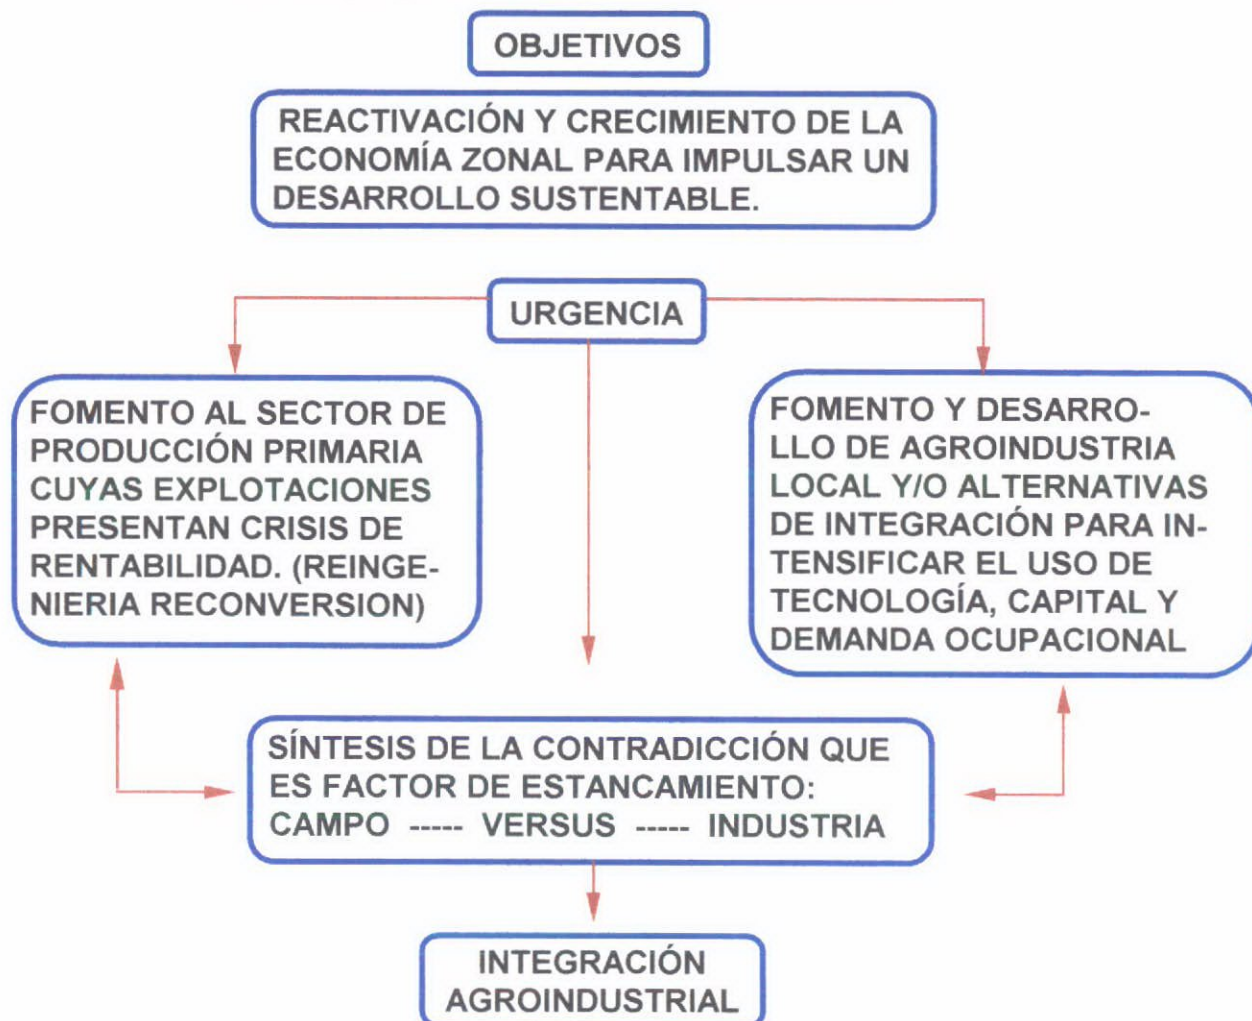 OBJETIVOS
REACTIVACIÓN Y CRECIMIENTO DE LA
ECONOMÍA ZONAL PARA IMPULSAR UN
DESARROLLO SUSTENTABLE.
URGENCIA
FOMENTO AL SECTOR DE
PRODUCCIÓN PRIMARIA
CUYAS EXPLOTACIONES
PRESENTAN CRISIS DE
RENTABILIDAD. (REINGE-
NIERIA RECONVERSION)
FOMENTO Y DESARRO-
LLO DE AGROINDUSTRIA
LOCAL Y/O ALTERNATIVAS
DE INTEGRACIÓN PARA IN-
TENSIFICAR EL USO DE
TECNOLOGÍA, CAPITAL Y
DEMANDA OCUPACIONAL
SÍNTESIS DE LA CONTRADICCIÓN QUE
ES FACTOR DE ESTANCAMIENTO:
CAMPO ----- VERSUS ----- INDUSTRIA
INTEGRACIÓN
AGROINDUSTRIAL